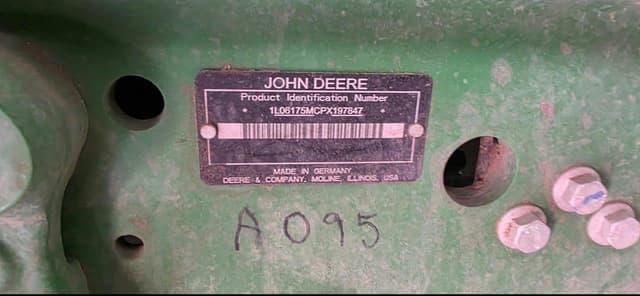 JOHN DEERE
Product Identification Number
1L06175MCPX197847
MADE IN GERMANY
DEERE & COMPANY, MOLINE, ILLINOIS, USA
A095